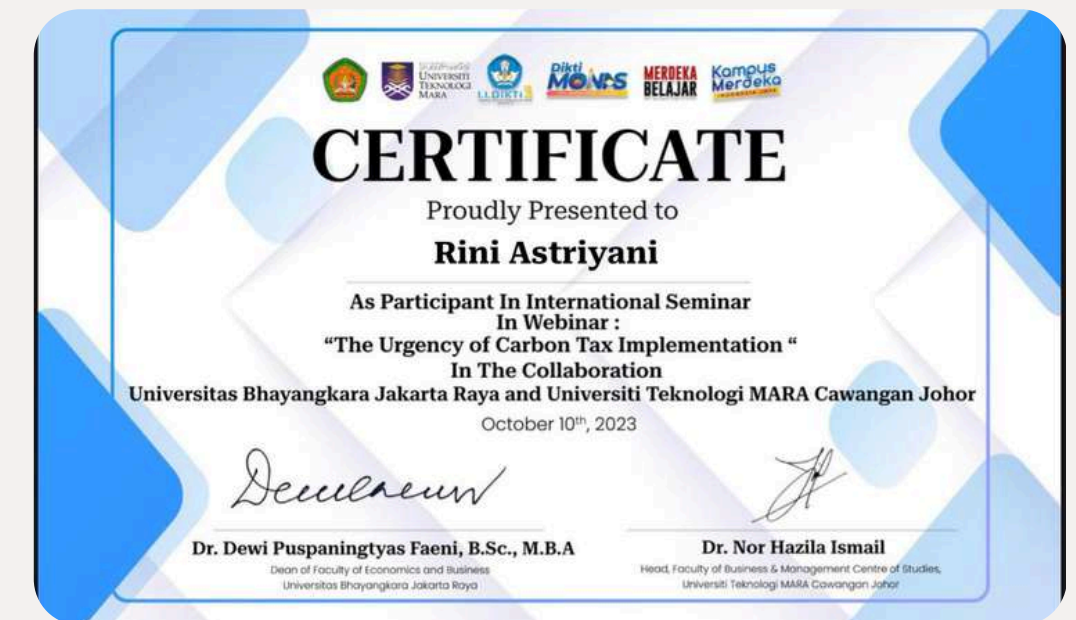 UNIVERSITI
TEKNOLOGI
MARA
LLDIKTI
Dikti
MONAS
MERDEKA
BELAJAR
Kampus
Merdeka
INDONESIA JAYA
CERTIFICATE
Proudly Presented to
Rini Astriyani
As Participant In International Seminar
In Webinar :
“The Urgency of Carbon Tax Implementation “
In The Collaboration
Universitas Bhayangkara Jakarta Raya and Universiti Teknologi MARA Cawangan Johor
October 10th, 2023
Dr. Dewi Puspaningtyas Faeni, B.Sc., M.B.A
Dean of Faculty of Economics and Business
Universitas Bhayangkara Jakarta Raya
Dr. Nor Hazila Ismail
Head, Faculty of Business & Management Centre of Studies,
Universiti Teknologi MARA Cawangan Johor